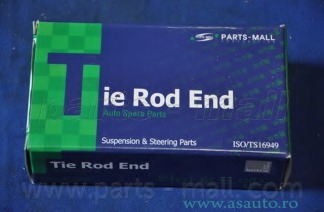 PARTS-MALL
Tie Rod End
Auto Spare Parts
Suspension & Steering Parts
ISO/TS16949
Tie Rod End
www.parts-mall.com
www.asauto.ro